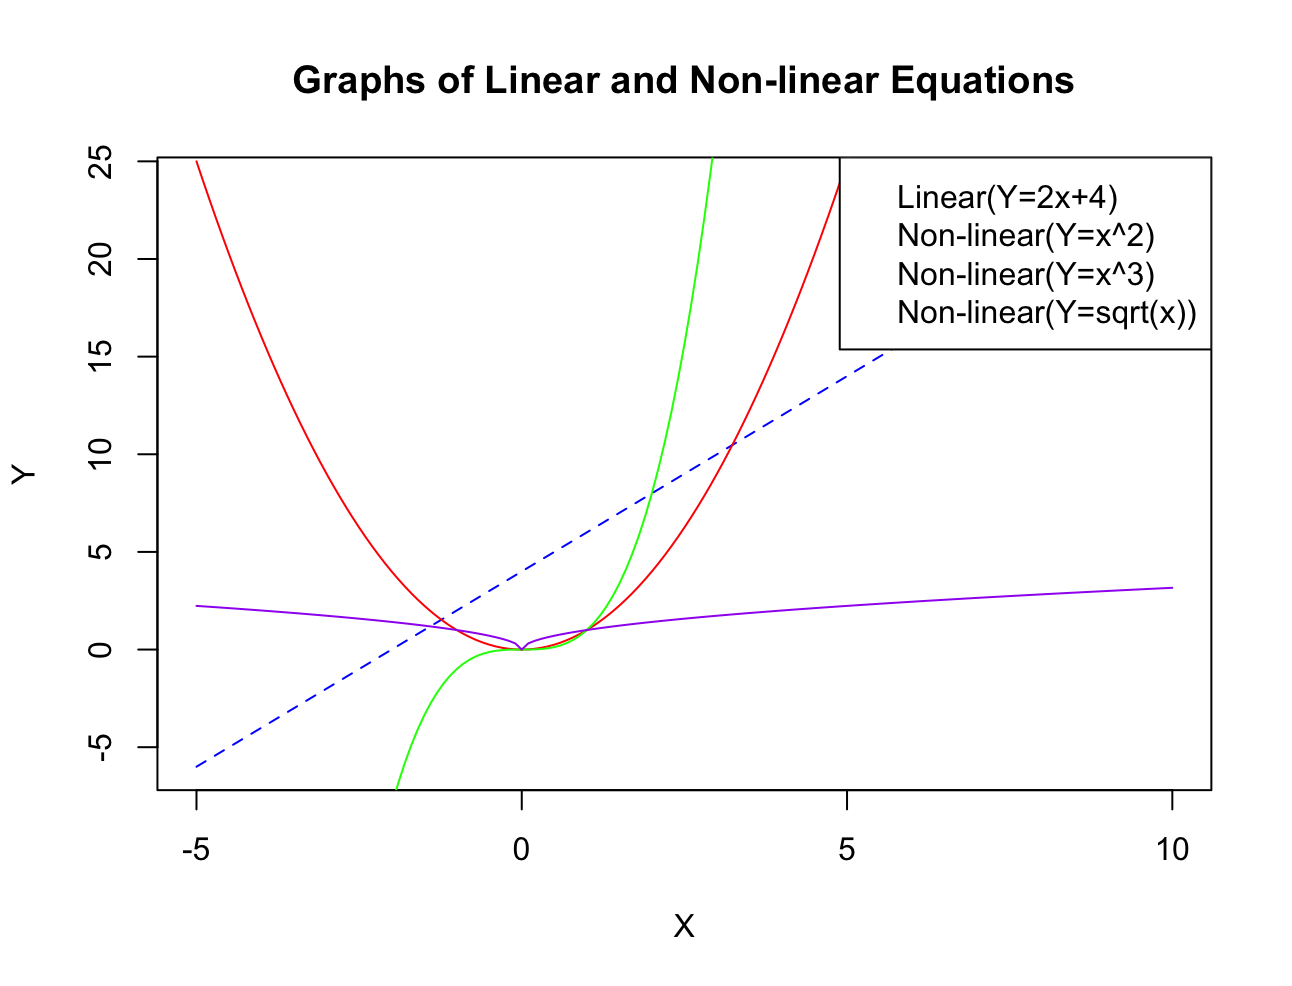 Graphs of Linear and Non-linear Equations
Linear(Y=2x+4)
Non-linear(Y=x^2)
Non-linear(Y=x^3)
Non-linear(Y=sqrt(x))
25
20
15
10
5
0
-5
Y
-5 0 5 10
X